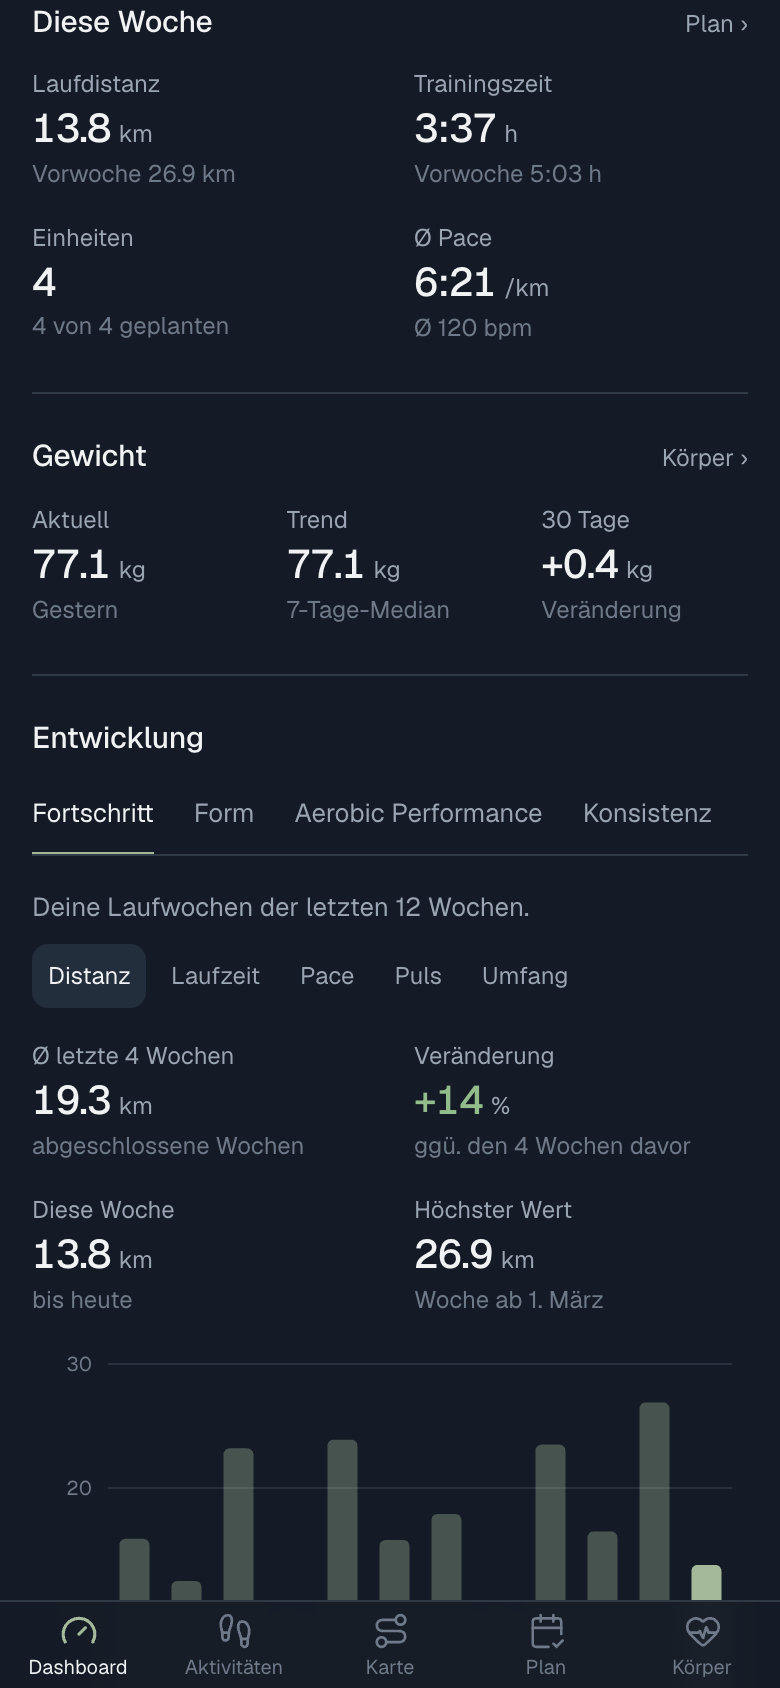 Diese Woche
Plan ›
Laufdistanz
Trainingszeit
13.8 km
3:37 h
Vorwoche 26.9 km
Vorwoche 5:03 h
Einheiten
Ø Pace
4
6:21 /km
4 von 4 geplanten
Ø 120 bpm
Gewicht
Körper ›
Aktuell
Trend
30 Tage
77.1 kg
77.1 kg
+0.4 kg
Gestern
7-Tage-Median
Veränderung
Entwicklung
Fortschritt
Form
Aerobic Performance
Konsistenz
Deine Laufwochen der letzten 12 Wochen.
Distanz
Laufzeit
Pace
Puls
Umfang
Ø letzte 4 Wochen
Veränderung
19.3 km
+14 %
abgeschlossene Wochen
ggü. den 4 Wochen davor
Diese Woche
Höchster Wert
13.8 km
26.9 km
bis heute
Woche ab 1. März
30
20
Dashboard
Aktivitäten
Karte
Plan
Körper